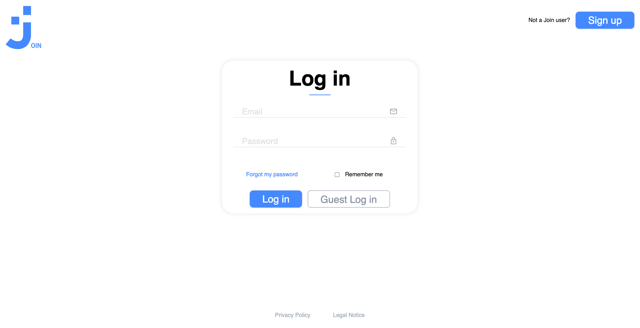 JOIN
Not a Join user?
Sign up
Log in
Email
Password
Forgot my password
Remember me
Log in
Guest Log in
Privacy Policy
Legal Notice